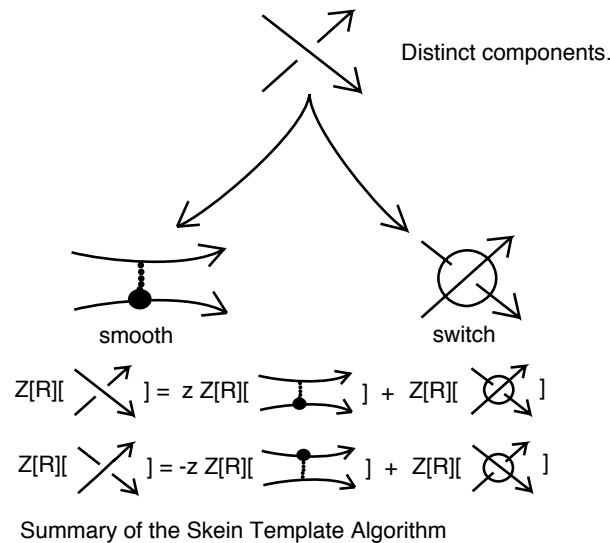 Distinct components.
smooth switch
Z[R][ ] = z Z[R][ ] + Z[R][ ]
Z[R][ ] = -z Z[R][ ] + Z[R][ ]
Summary of the Skein Template Algorithm